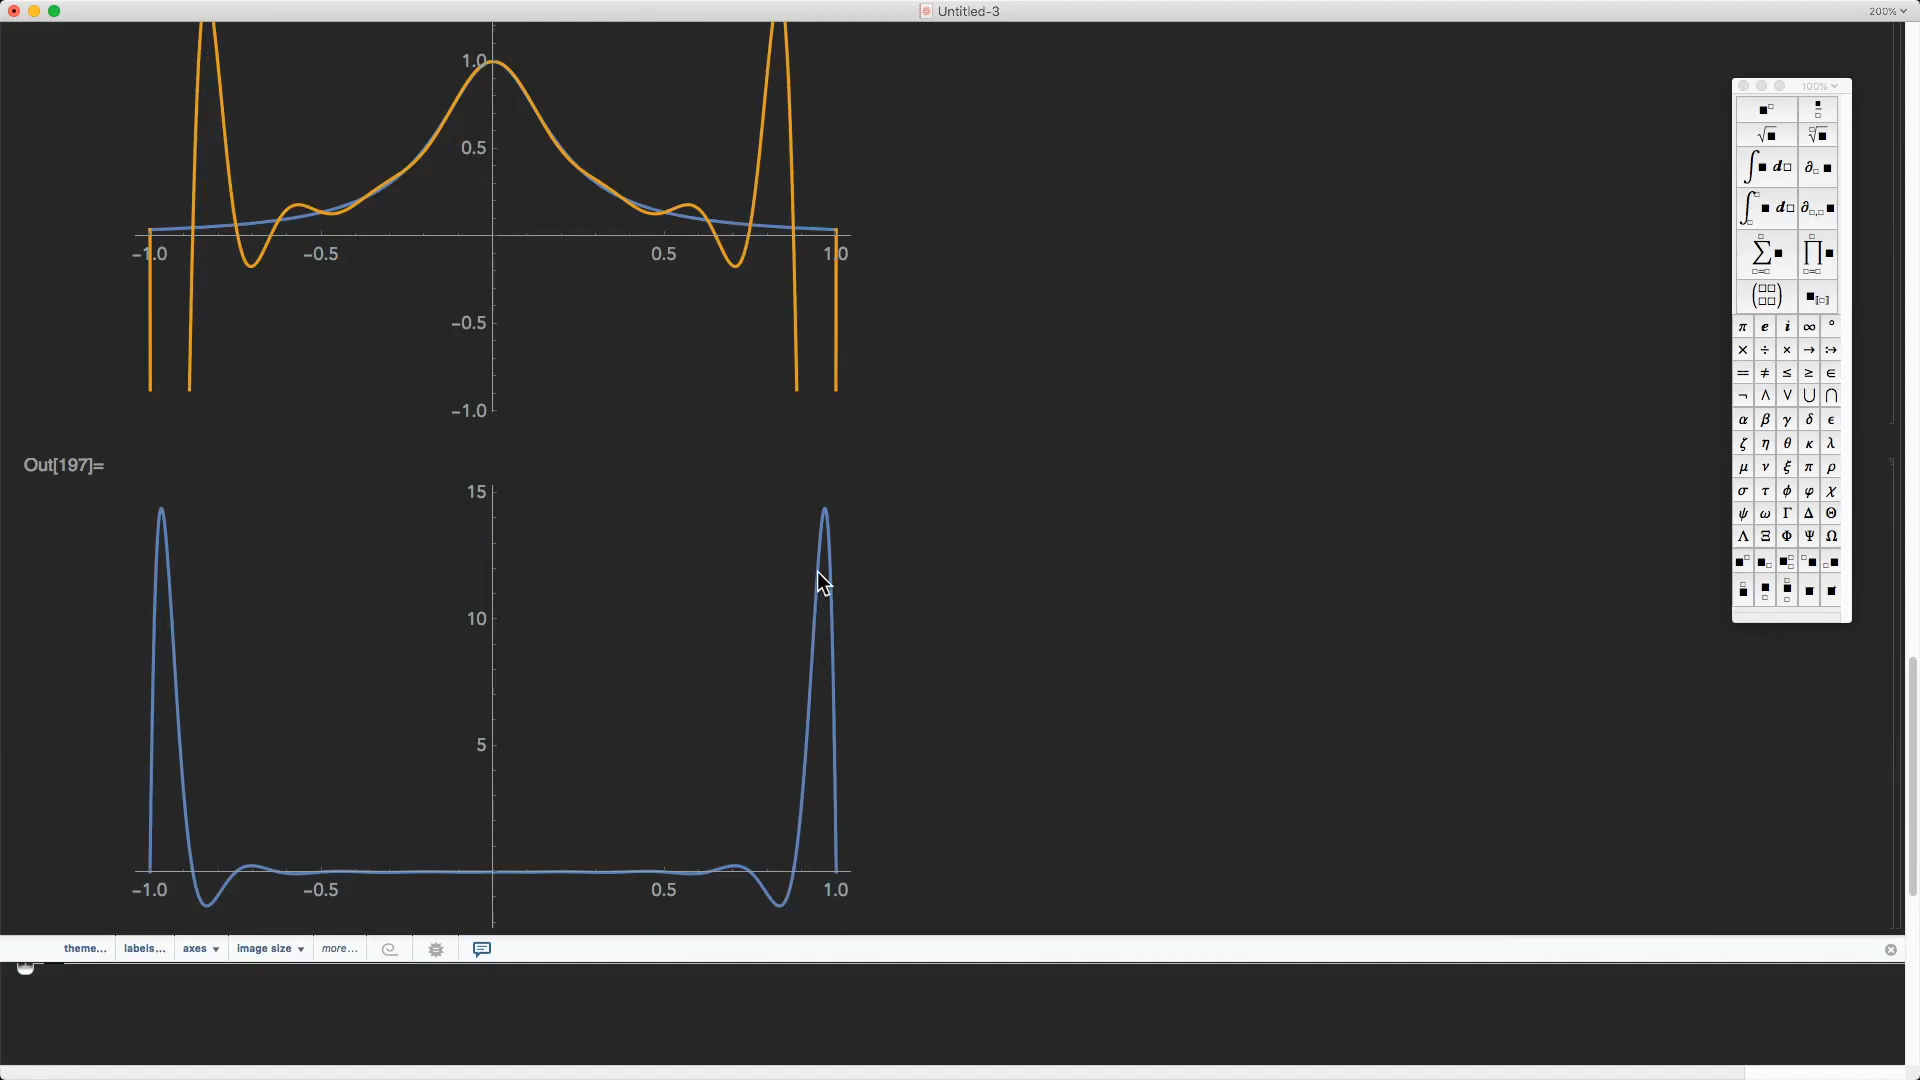 Untitled-3
200%
1.0
0.5
-1.0 -0.5 0.5 1.0
-0.5
-1.0
Out[197]=
15
10
5
-1.0 -0.5 0.5 1.0
theme... labels... axes image size more...
100%
√■ √■
∫■ d□ ∂□ ■
∫■ d□ ∂□,□ ■
∑■ ∏■
π e i ∞ °
× ÷ × → :→
== ≠ ≤ ≥ ∈
¬ ∧ ∨ ∪ ∩
α β γ δ ϵ
ζ η θ κ λ
μ ν ξ π ρ
σ τ ϕ φ χ
ψ ω Γ Δ Θ
Λ Ξ Φ Ψ Ω